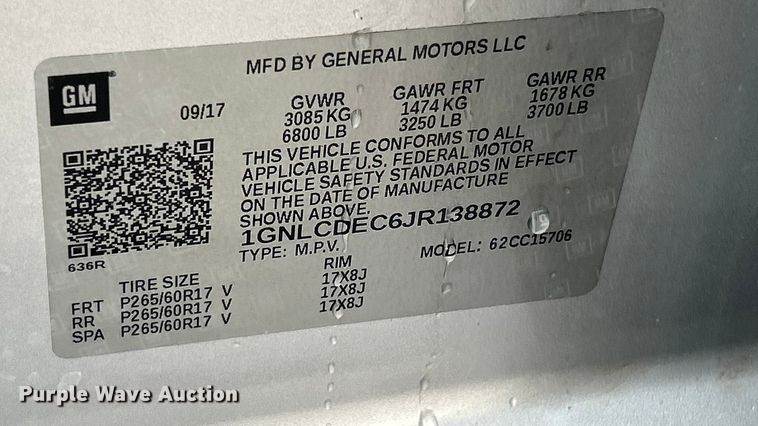 MFD BY GENERAL MOTORS LLC
GM
09/17
GVWR GAWR FRT GAWR RR
3085 KG 1474 KG 1678 KG
6800 LB 3250 LB 3700 LB
THIS VEHICLE CONFORMS TO ALL
APPLICABLE U.S. FEDERAL MOTOR
VEHICLE SAFETY STANDARDS IN EFFECT
ON THE DATE OF MANUFACTURE
SHOWN ABOVE.
1GNLCDEC6JR138872
TYPE: M.P.V. MODEL: 62CC15706
636R
TIRE SIZE RIM
FRT P265/60R17 V 17X8J
RR P265/60R17 V 17X8J
SPA P265/60R17 V 17X8J
Purple Wave Auction